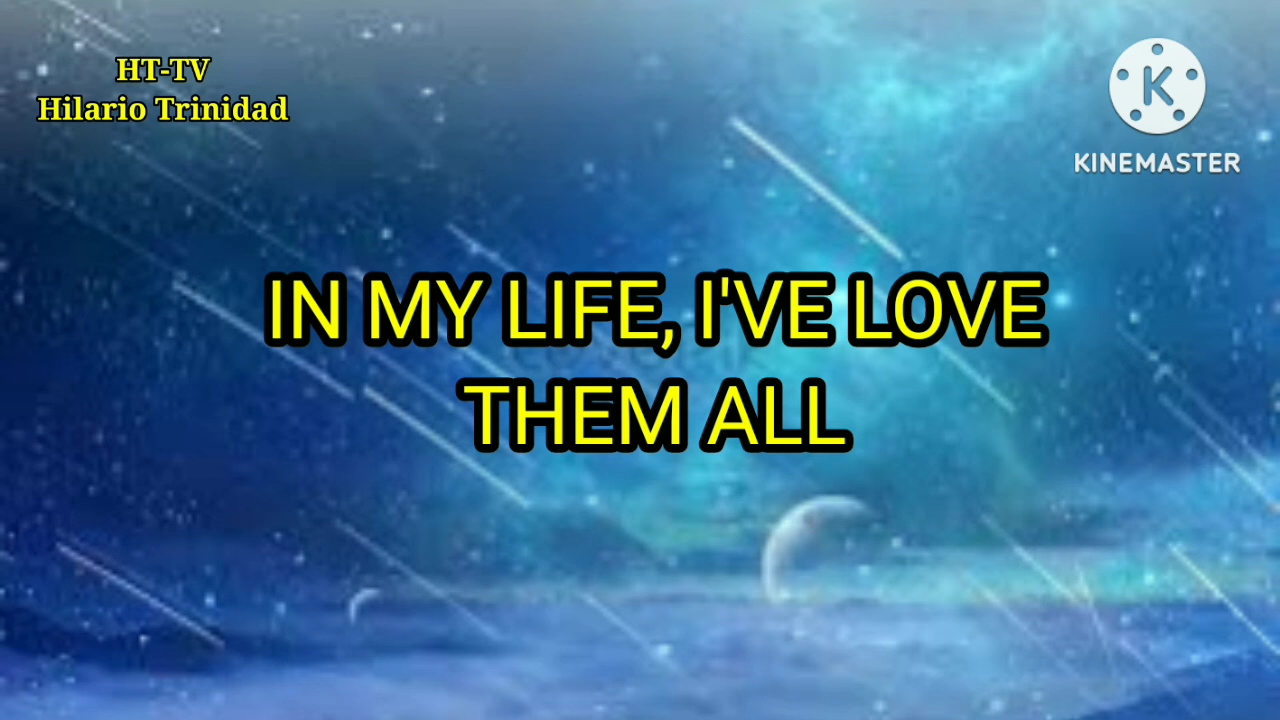 HT-TV
Hilario Trinidad
K
KINEMASTER
IN MY LIFE, I'VE LOVE
THEM ALL